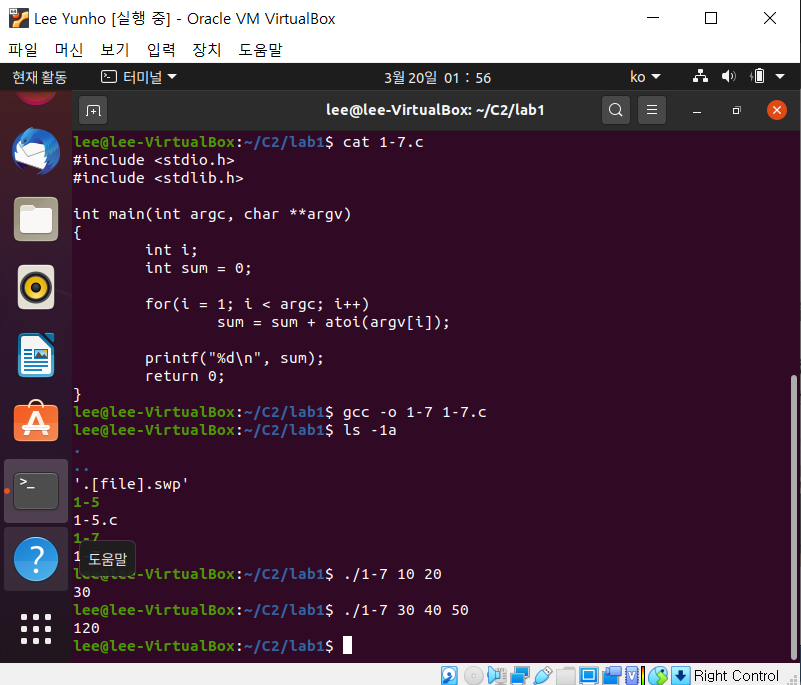 Lee Yunho [실행 중] - Oracle VM VirtualBox
파일 머신 보기 입력 장치 도움말
현재 활동 터미널 3월 20일 01 : 56 ko
lee@lee-VirtualBox: ~/C2/lab1
lee@lee-VirtualBox:~/C2/lab1$ cat 1-7.c
#include <stdio.h>
#include <stdlib.h>
int main(int argc, char **argv)
{
int i;
int sum = 0;
for(i = 1; i < argc; i++)
sum = sum + atoi(argv[i]);
printf("%d\n", sum);
return 0;
}
lee@lee-VirtualBox:~/C2/lab1$ gcc -o 1-7 1-7.c
lee@lee-VirtualBox:~/C2/lab1$ ls -1a
.
..
'.[file].swp'
1-5
1-5.c
1-7
1
도움말
lee@lee-VirtualBox:~/C2/lab1$ ./1-7 10 20
30
lee@lee-VirtualBox:~/C2/lab1$ ./1-7 30 40 50
120
lee@lee-VirtualBox:~/C2/lab1$
Right Control